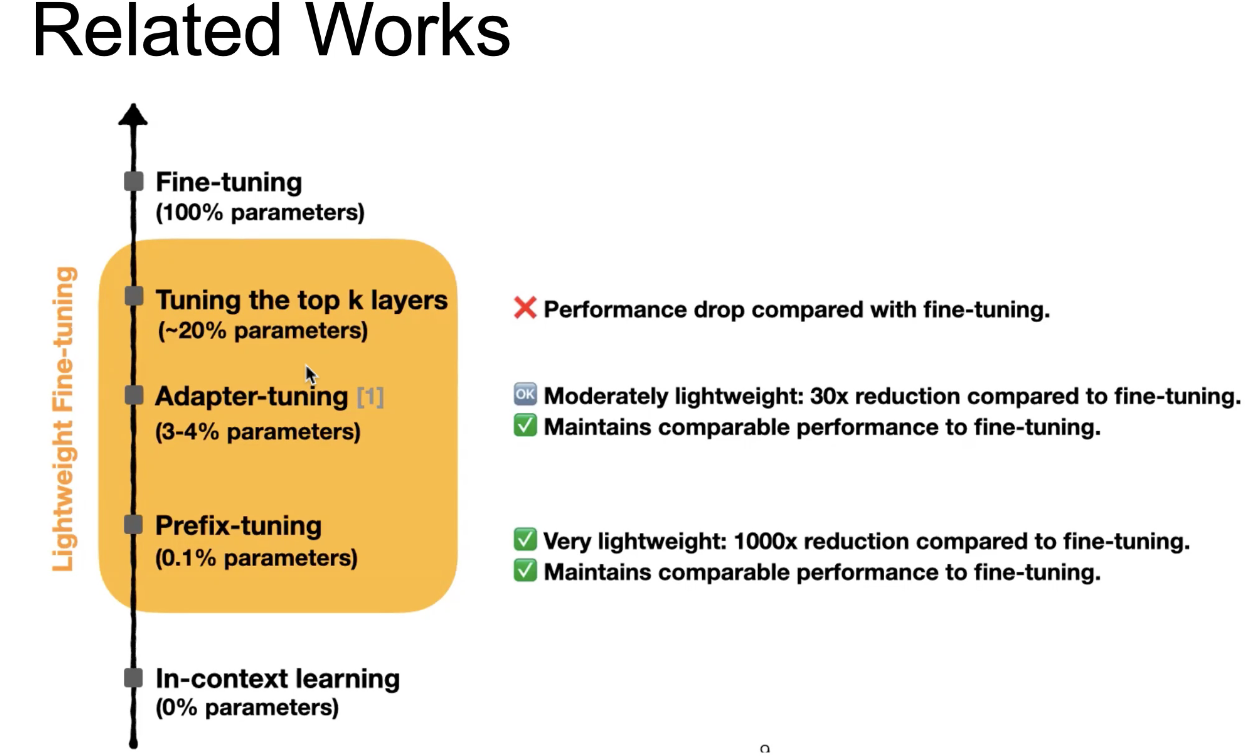 Related Works
Fine-tuning
(100% parameters)
Lightweight Fine-tuning
Tuning the top k layers
(~20% parameters)
❌ Performance drop compared with fine-tuning.
Adapter-tuning [1]
(3-4% parameters)
🆗 Moderately lightweight: 30x reduction compared to fine-tuning.
✅ Maintains comparable performance to fine-tuning.
Prefix-tuning
(0.1% parameters)
✅ Very lightweight: 1000x reduction compared to fine-tuning.
✅ Maintains comparable performance to fine-tuning.
In-context learning
(0% parameters)